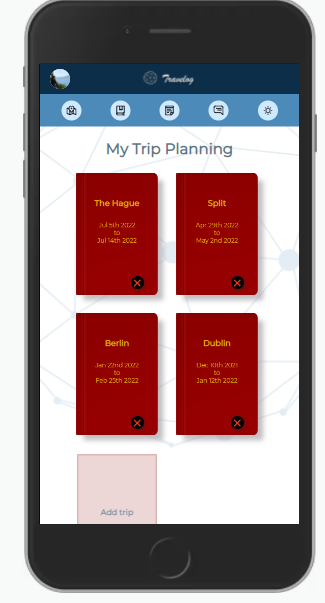 Travelog
My Trip Planning
The Hague
Jul 5th 2022
to
Jul 14th 2022
Split
Apr 29th 2022
to
May 2nd 2022
Berlin
Jan 22nd 2022
to
Feb 25th 2022
Dublin
Dec 10th 2021
to
Jan 12th 2022
Add trip